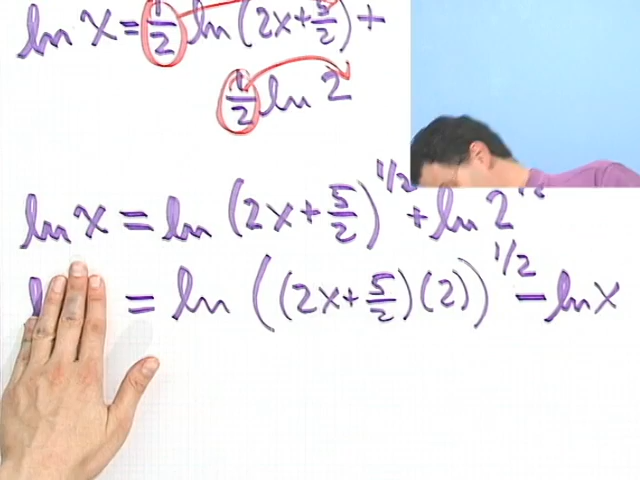 ln x = 1/2 ln (2x + 5/2) +
1/2 ln 2
ln x = ln (2x + 5/2)^1/2 + ln 2
= ln ((2x + 5/2)(2))^1/2 - ln x